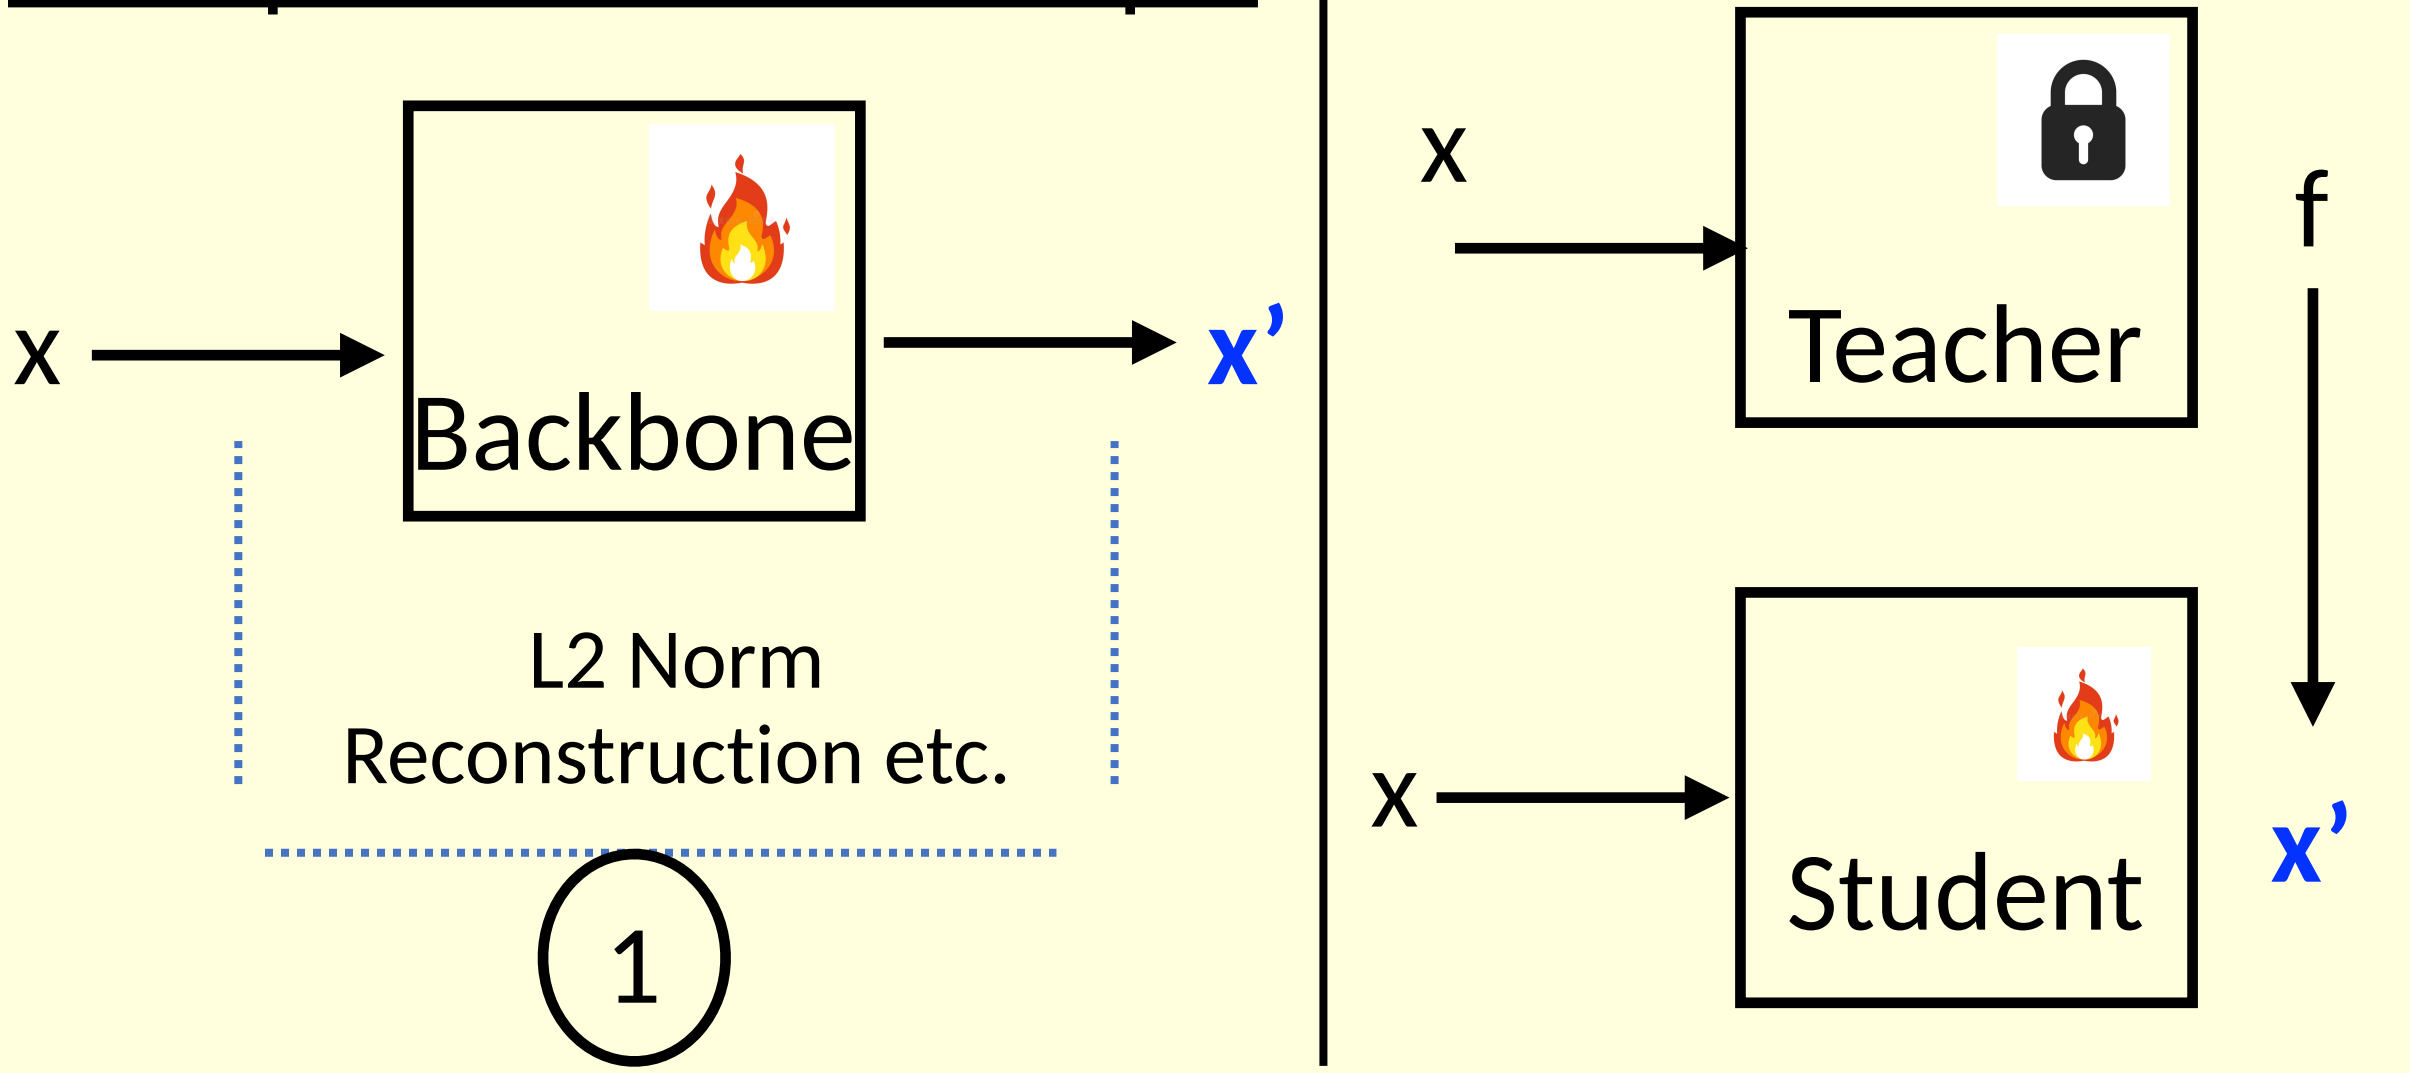 x
Backbone
x’
L2 Norm
Reconstruction etc.
1
x
Teacher
f
x
Student
x’